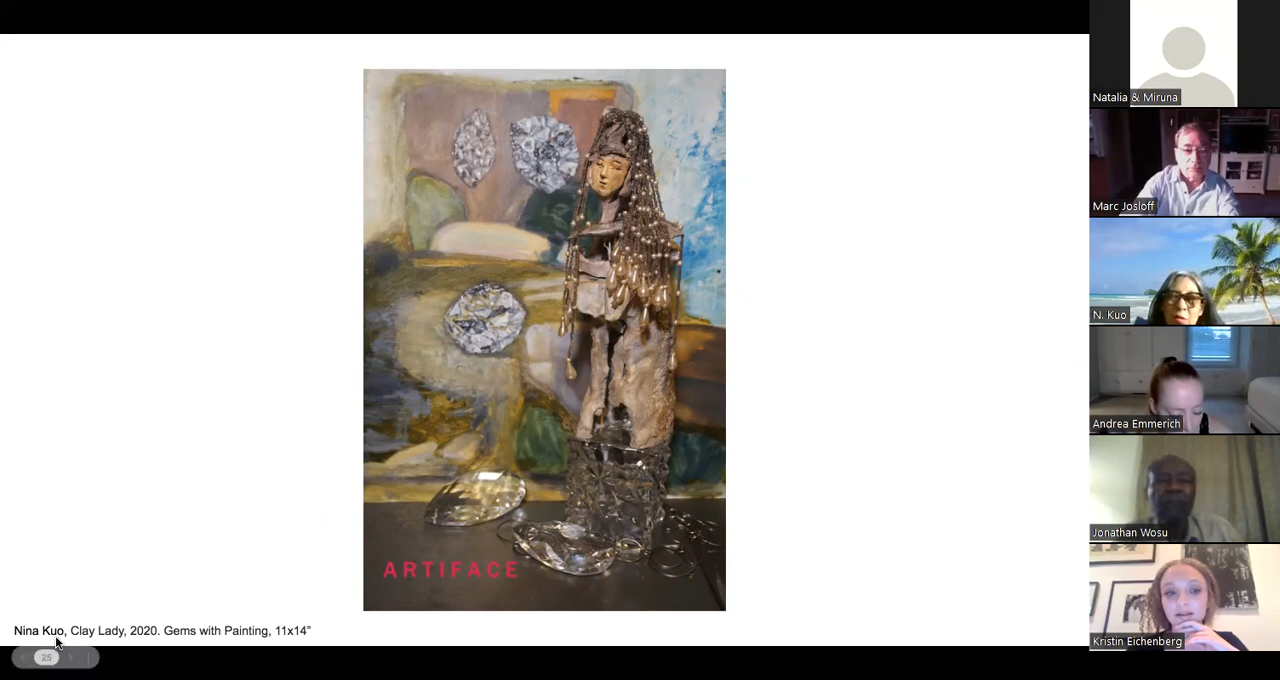 ARTIFACE
Nina Kuo, Clay Lady, 2020. Gems with Painting, 11x14”
25
Natalia & Miruna
Marc Josloff
N. Kuo
Andrea Emmerich
Jonathan Wosu
Kristin Eichenberg